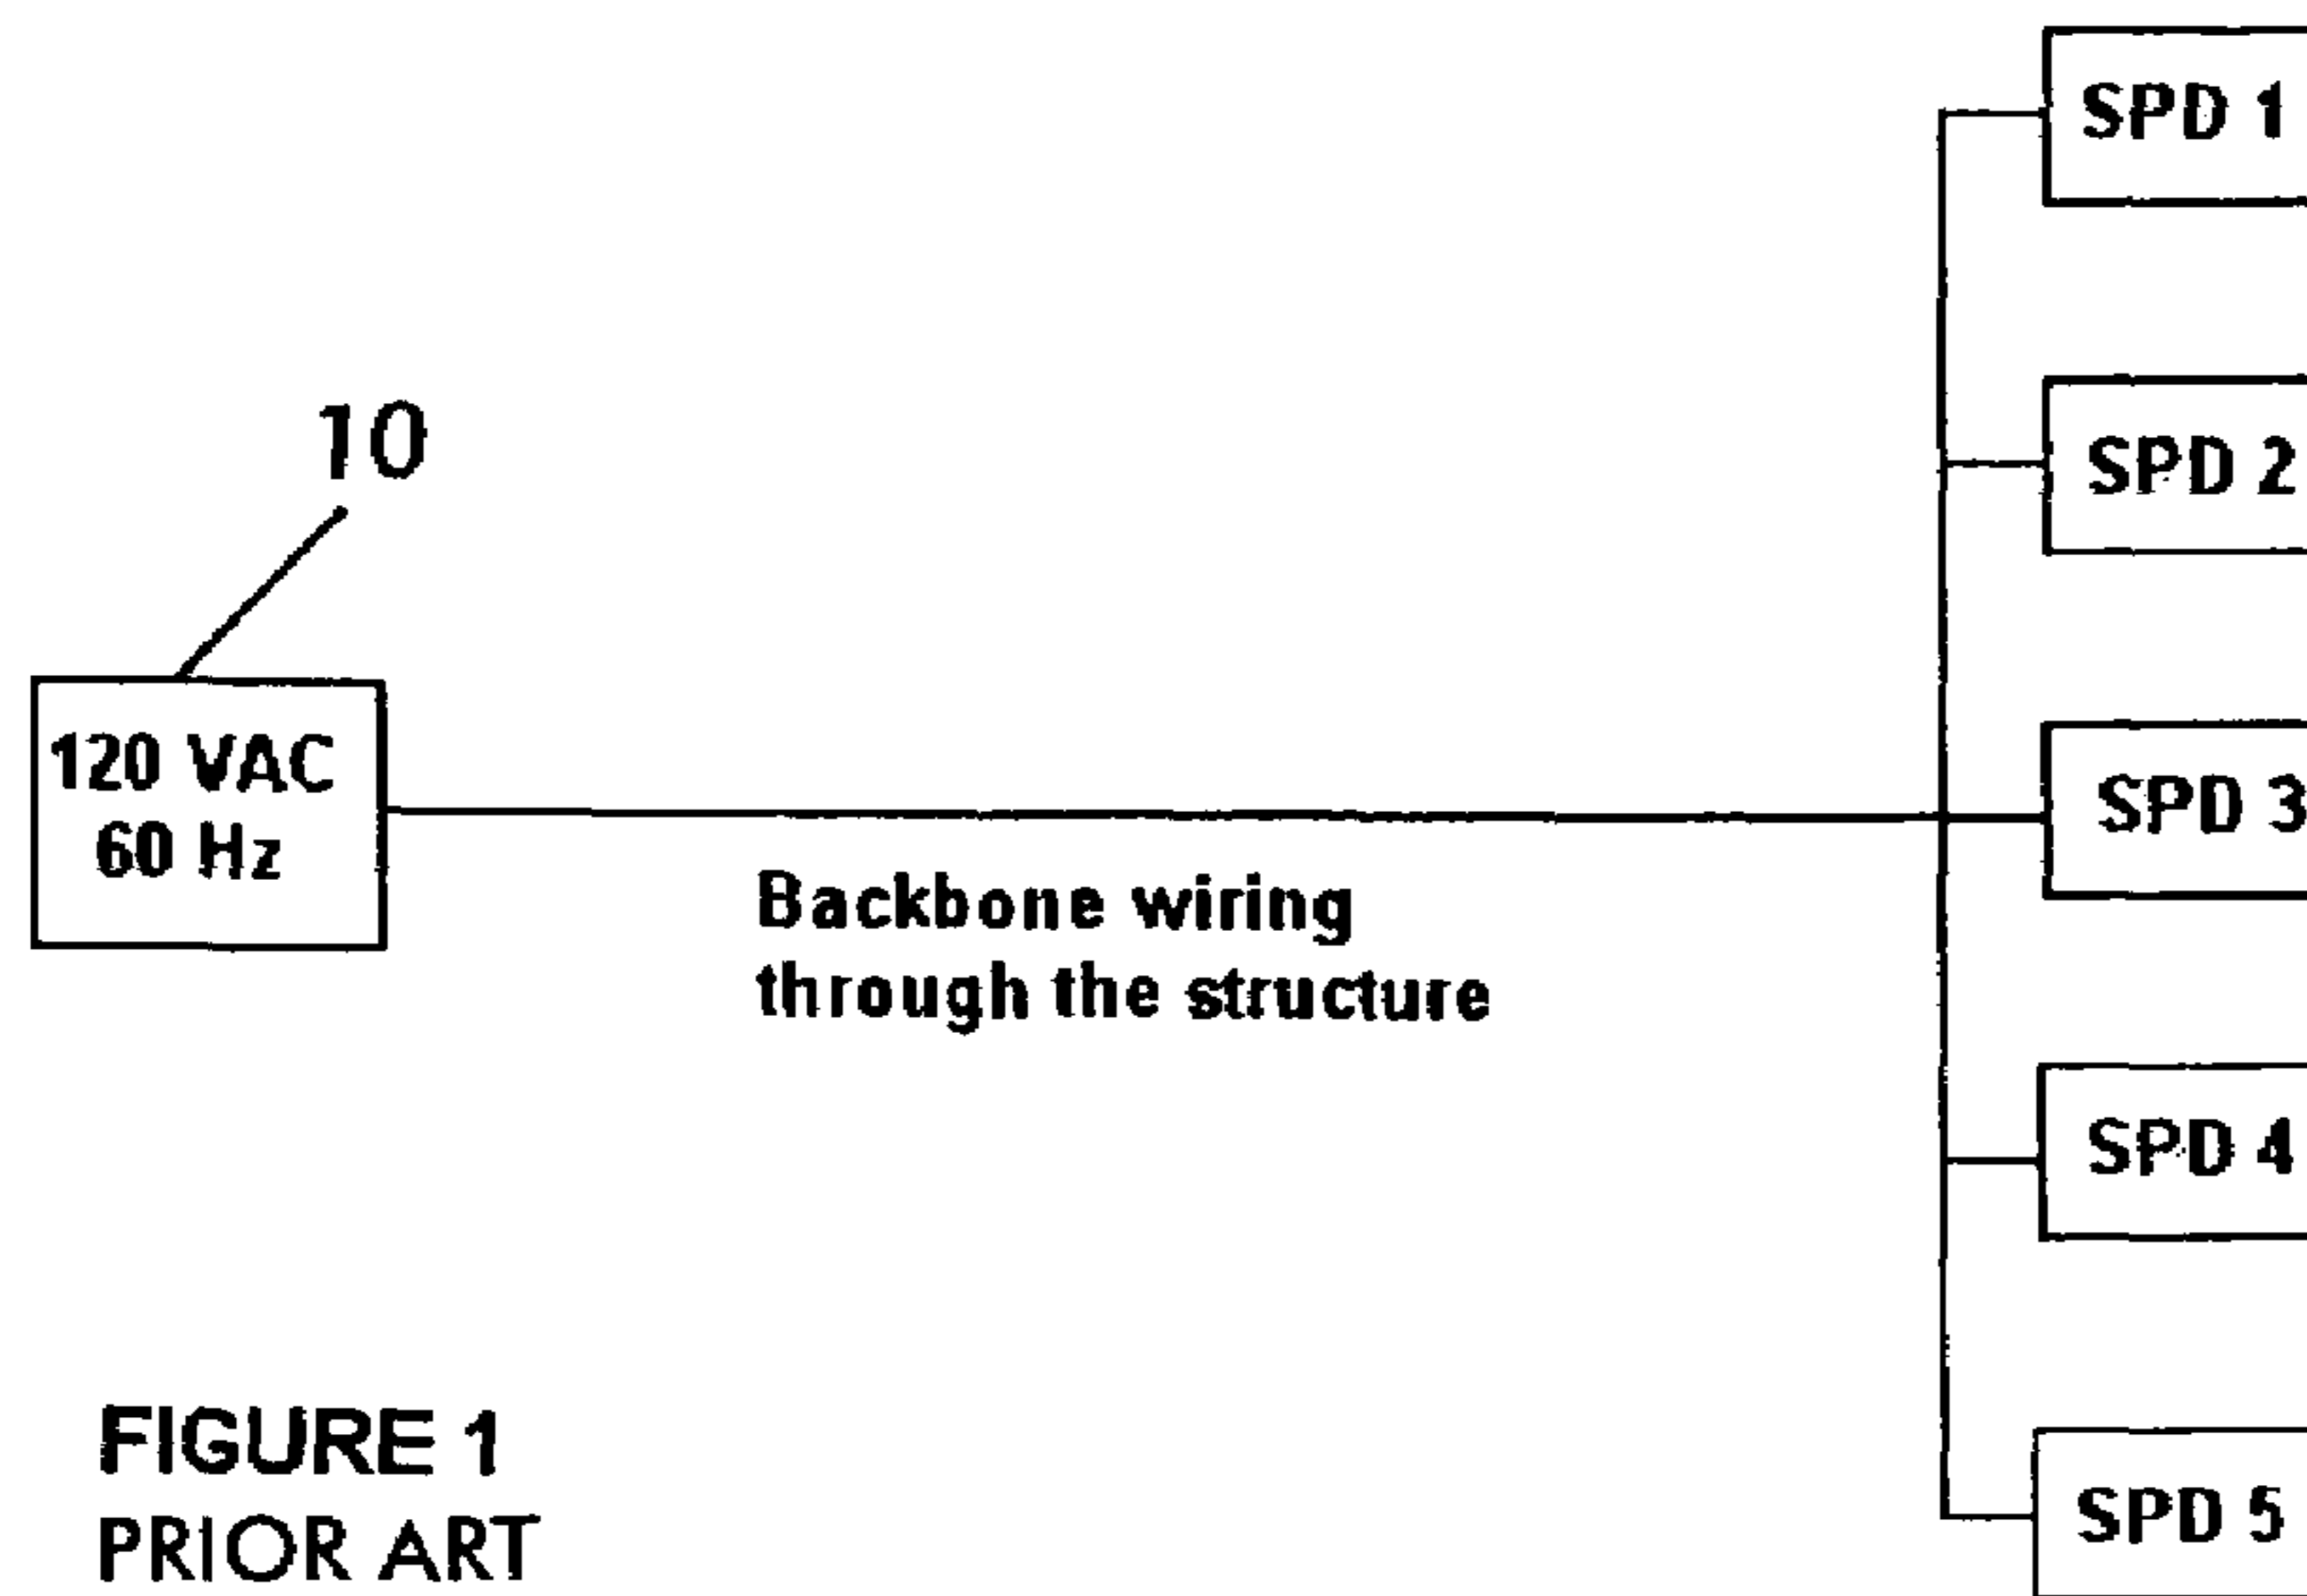 SPD 1
10
SPD 2
120 VAC
60 Hz
SPD 3
Backbone wiring
through the structure
SPD 4
FIGURE 1
PRIOR ART
SPD 5